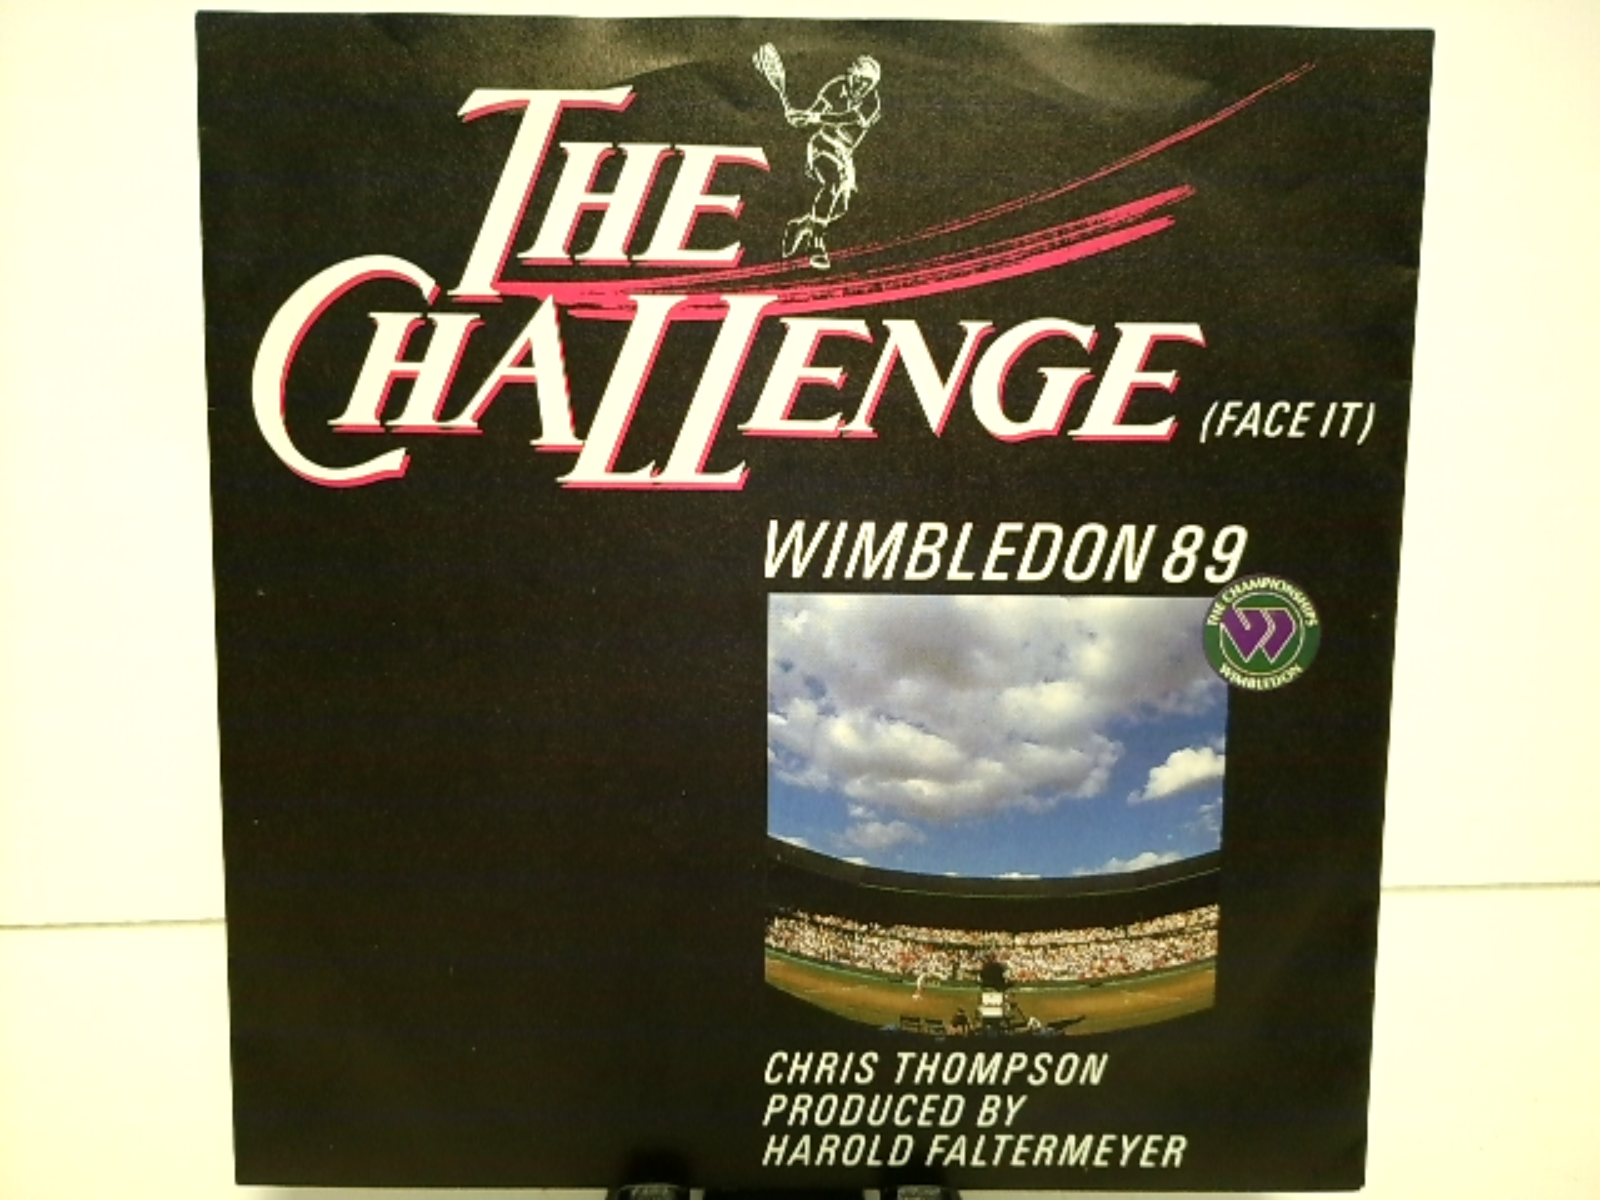 THE
CHALLENGE (FACE IT)
WIMBLEDON 89
THE CHAMPIONSHIPS
WIMBLEDON
CHRIS THOMPSON
PRODUCED BY
HAROLD FALTERMEYER